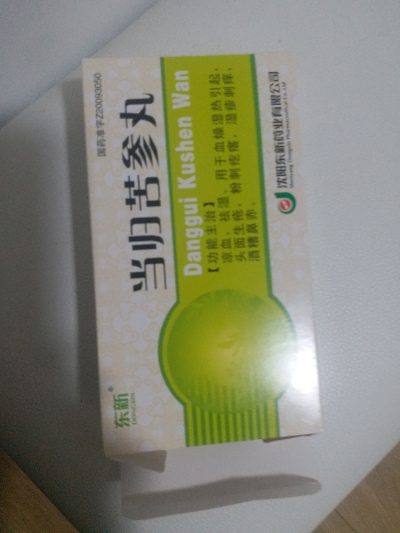 国药准字Z20093050
当归苦参丸
Danggui Kushen Wan
【功能主治】
凉血，祛湿。用于血燥湿热引起，
头面生疮，粉刺疙瘩，湿疹刺痒，
酒糟鼻赤。
东新®
DONGXIN
沈阳东新药业有限公司